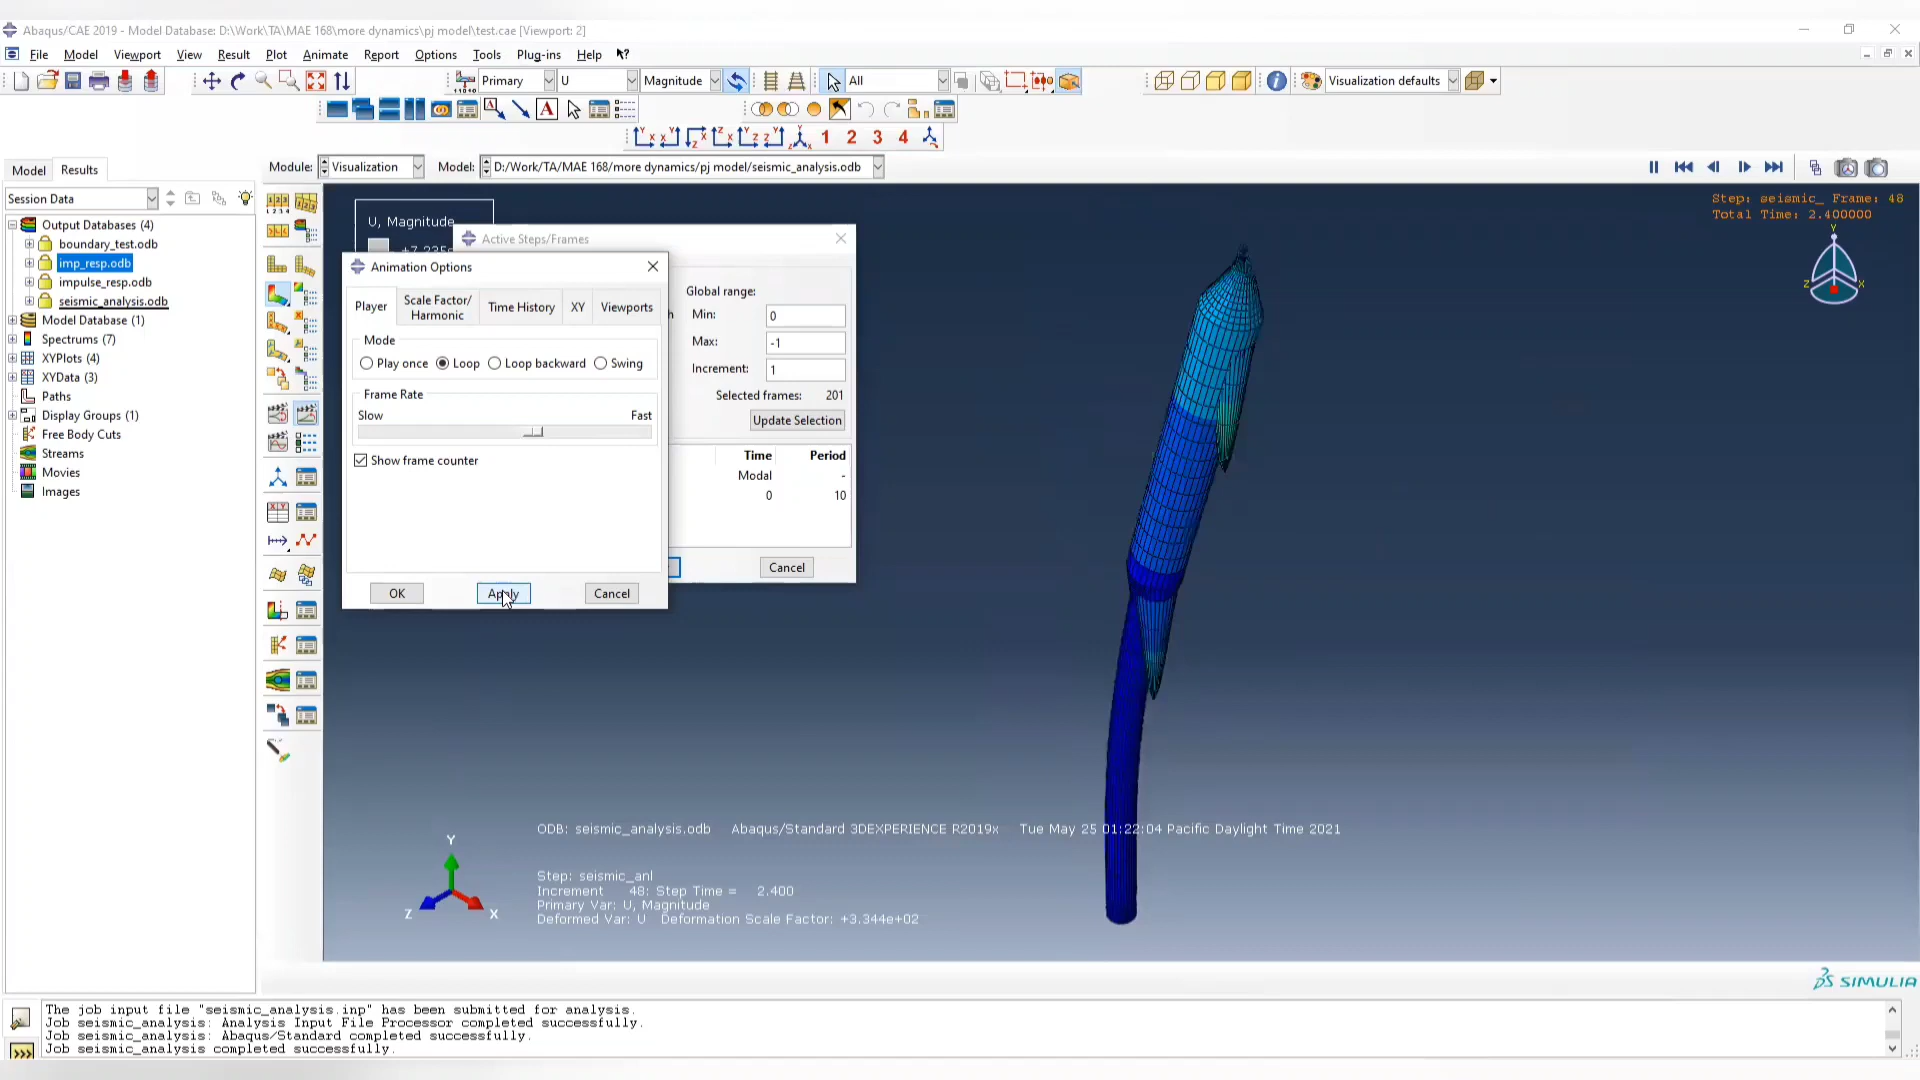 Abaqus/CAE 2019 - Model Database: D:\Work\TA\MAE 168\more dynamics\pj model\test.cae [Viewport: 2]
File Model Viewport View Result Plot Animate Report Options Tools Plug-ins Help
Primary U Magnitude All Visualization defaults
1 2 3 4
Model Results
Module: Visualization Model: D:/Work/TA/MAE 168/more dynamics/pj model/seismic_analysis.odb
Session Data
Output Databases (4)
boundary_test.odb
imp_resp.odb
impulse_resp.odb
seismic_analysis.odb
Model Database (1)
Spectrums (7)
XYPlots (4)
XYData (3)
Paths
Display Groups (1)
Free Body Cuts
Streams
Movies
Images
U, Magnitude
Active Steps/Frames
Global range:
Min: 0
Max: -1
Increment: 1
Selected frames: 201
Update Selection
Time Period
Modal -
0 10
Cancel
Animation Options
Player Scale Factor/ Harmonic Time History XY Viewports
Mode
Play once Loop Loop backward Swing
Frame Rate
Slow Fast
Show frame counter
OK Apply Cancel
Step: seismic_ Frame: 48
Total Time: 2.400000
Y
Z X
ODB: seismic_analysis.odb Abaqus/Standard 3DEXPERIENCE R2019x Tue May 25 01:22:04 Pacific Daylight Time 2021
Y
Z X
Step: seismic_anl
Increment 48: Step Time = 2.400
Primary Var: U, Magnitude
Deformed Var: U Deformation Scale Factor: +3.344e+02
SIMULIA
The job input file "seismic_analysis.inp" has been submitted for analysis.
Job seismic_analysis: Analysis Input File Processor completed successfully.
Job seismic_analysis: Abaqus/Standard completed successfully.
Job seismic_analysis completed successfully.